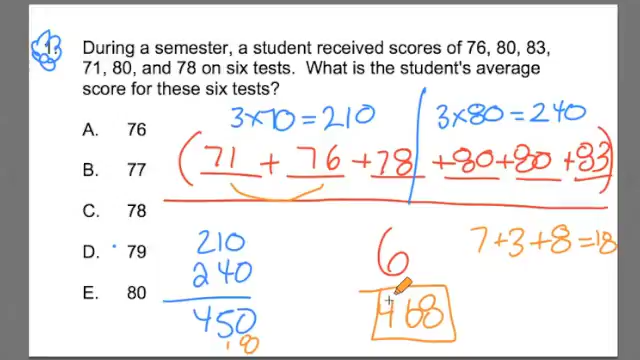 1. During a semester, a student received scores of 76, 80, 83,
71, 80, and 78 on six tests. What is the student's average
score for these six tests?
3×70=210 3×80=240
A. 76
(71 + 76 +78 +80+80+83)
B. 77
C. 78
D. 79
210
6
7+3+8=18
240
E. 80
450
468
18